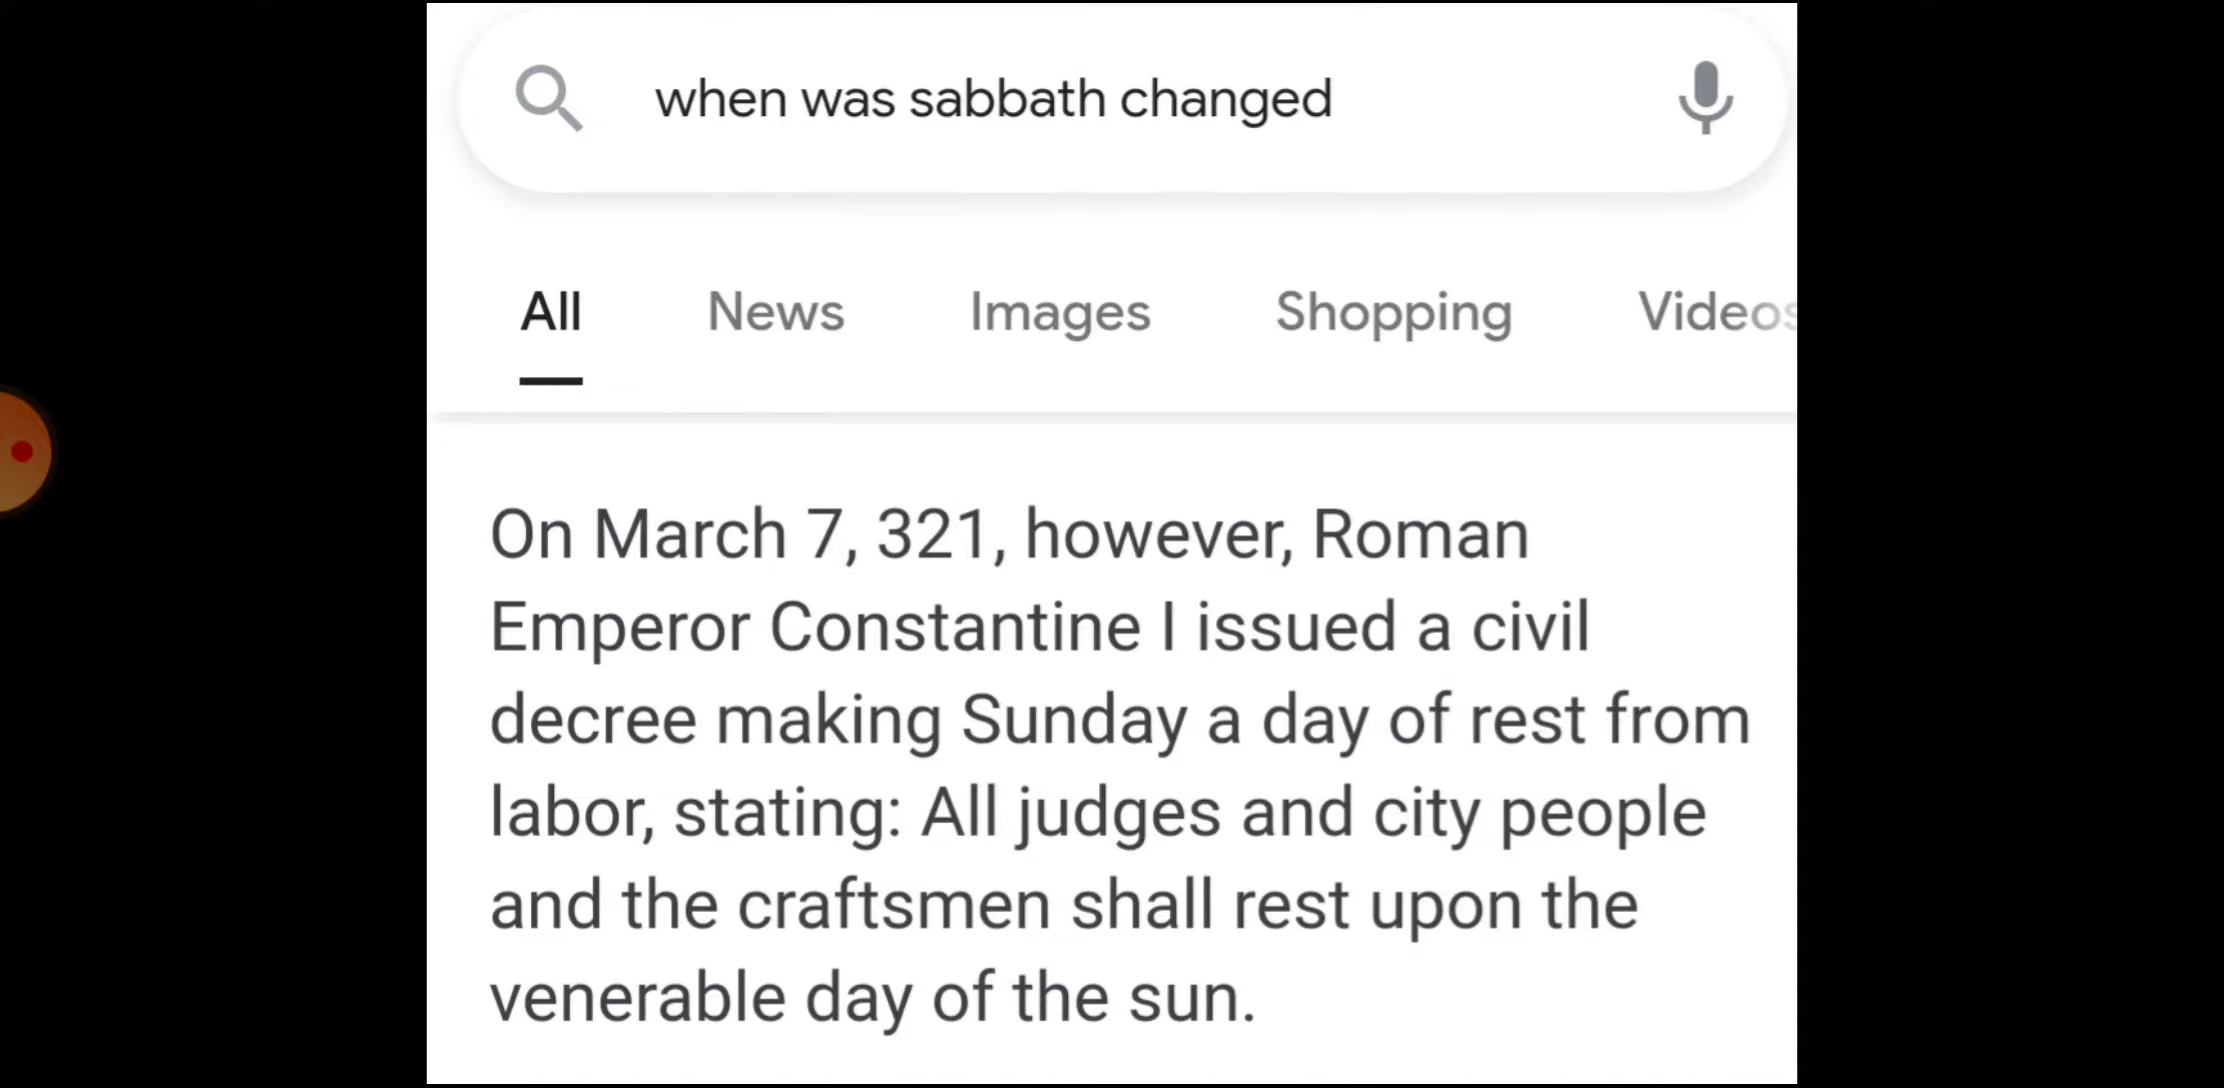 when was sabbath changed
All News Images Shopping Videos
On March 7, 321, however, Roman
Emperor Constantine I issued a civil
decree making Sunday a day of rest from
labor, stating: All judges and city people
and the craftsmen shall rest upon the
venerable day of the sun.